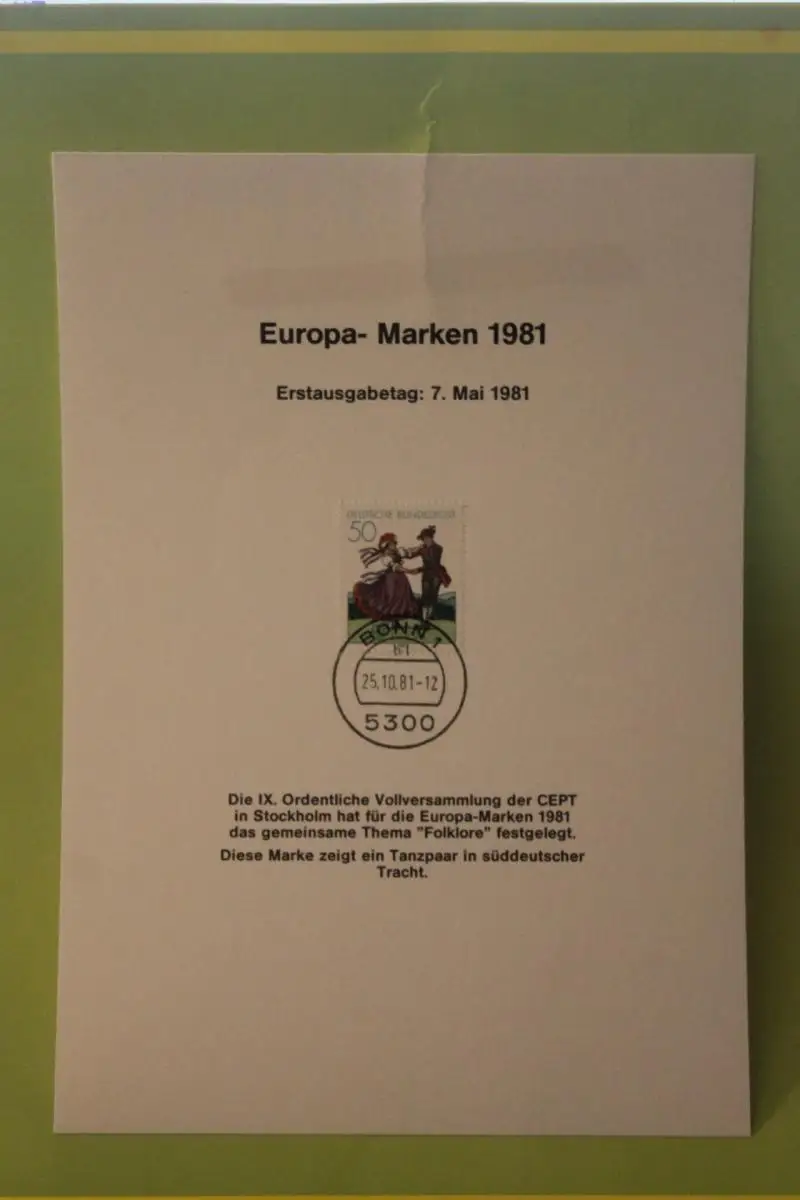 Europa- Marken 1981
Erstausgabetag: 7. Mai 1981
DEUTSCHE BUNDESPOST
50
BONN 1
25.10.81-12
5300
Die IX. Ordentliche Vollversammlung der CEPT
in Stockholm hat für die Europa-Marken 1981
das gemeinsame Thema "Folklore" festgelegt.
Diese Marke zeigt ein Tanzpaar in süddeutscher
Tracht.